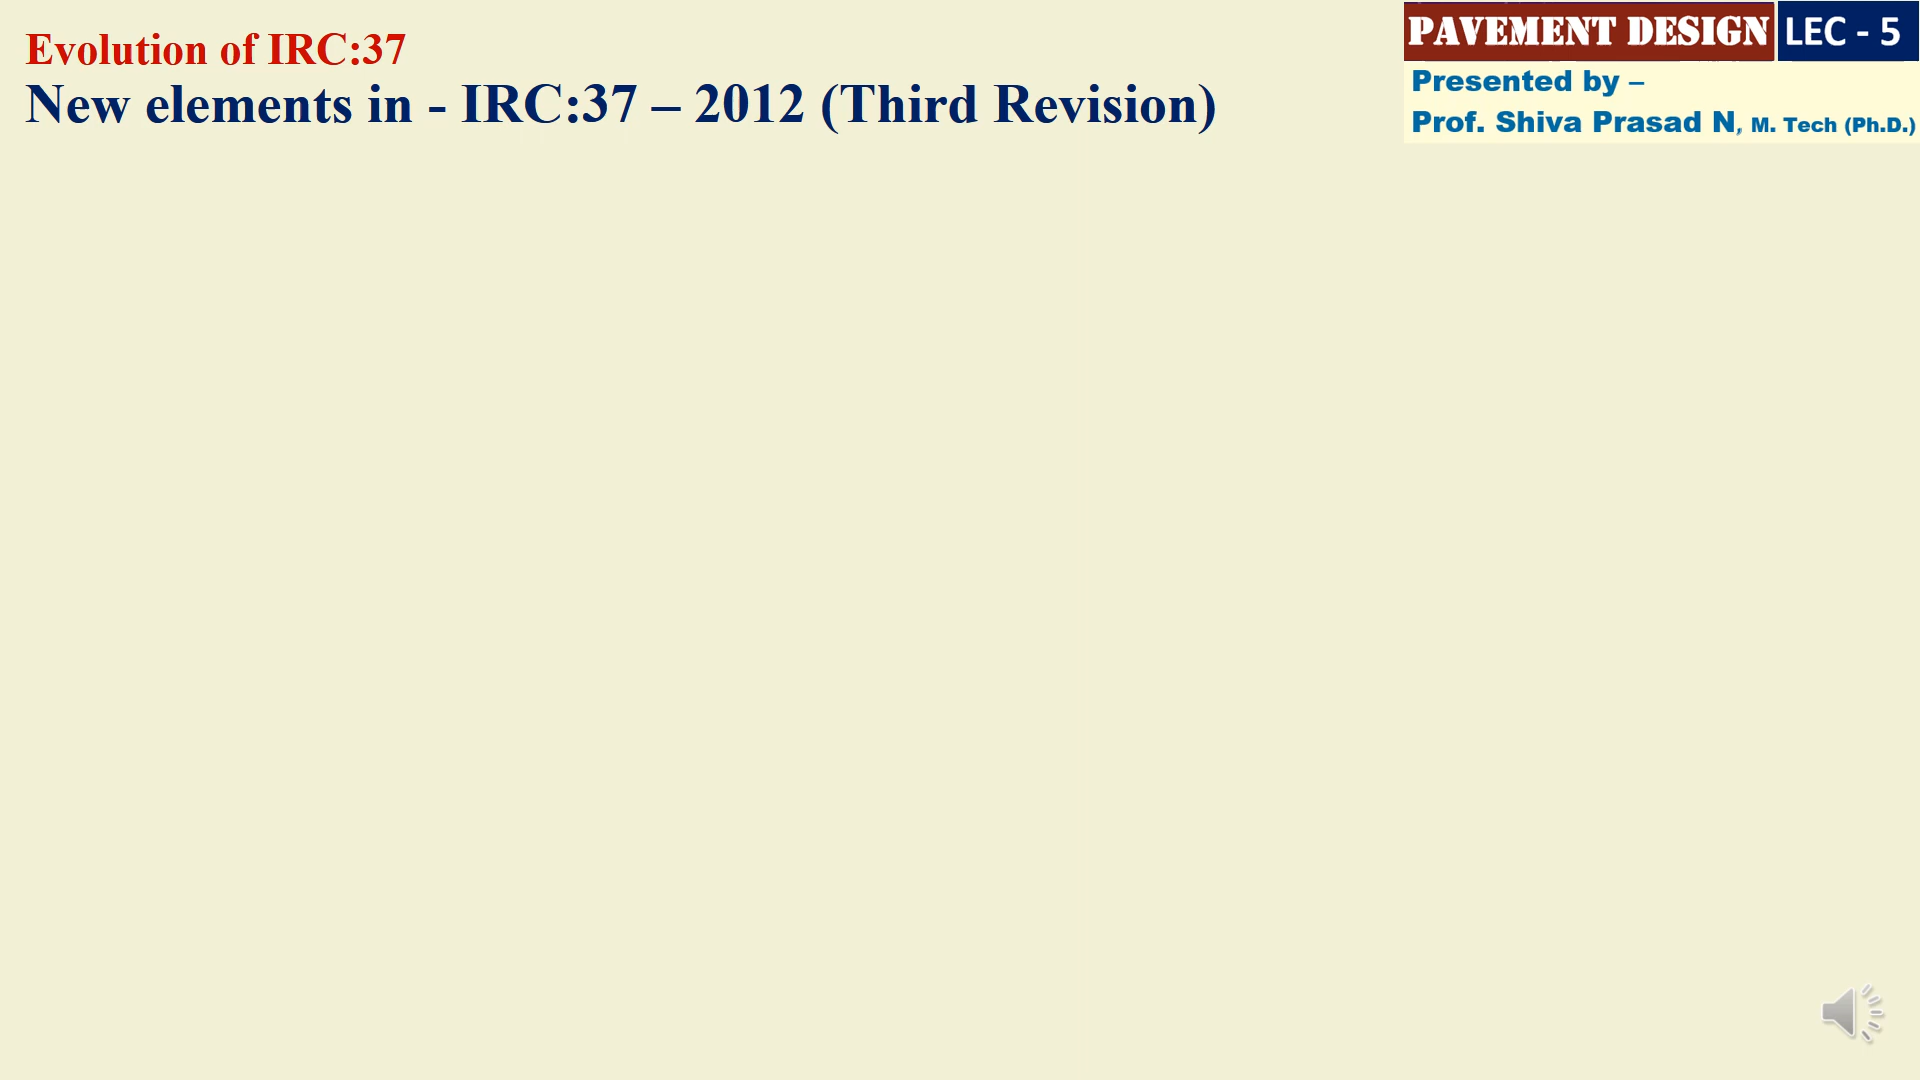 Evolution of IRC:37
New elements in - IRC:37 – 2012 (Third Revision)
PAVEMENT DESIGN LEC - 5
Presented by –
Prof. Shiva Prasad N, M. Tech (Ph.D.)